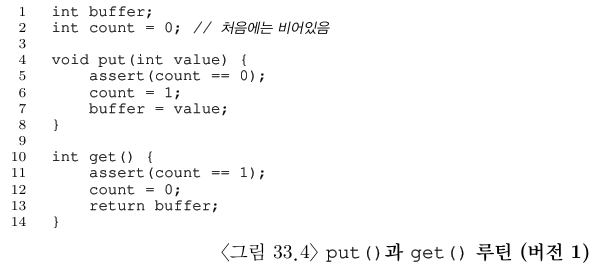 1 int buffer;
2 int count = 0; // 처음에는 비어있음
3
4 void put(int value) {
5     assert(count == 0);
6     count = 1;
7     buffer = value;
8 }
9
10 int get() {
11     assert(count == 1);
12     count = 0;
13     return buffer;
14 }
〈그림 33.4〉 put()과 get() 루틴 (버전 1)